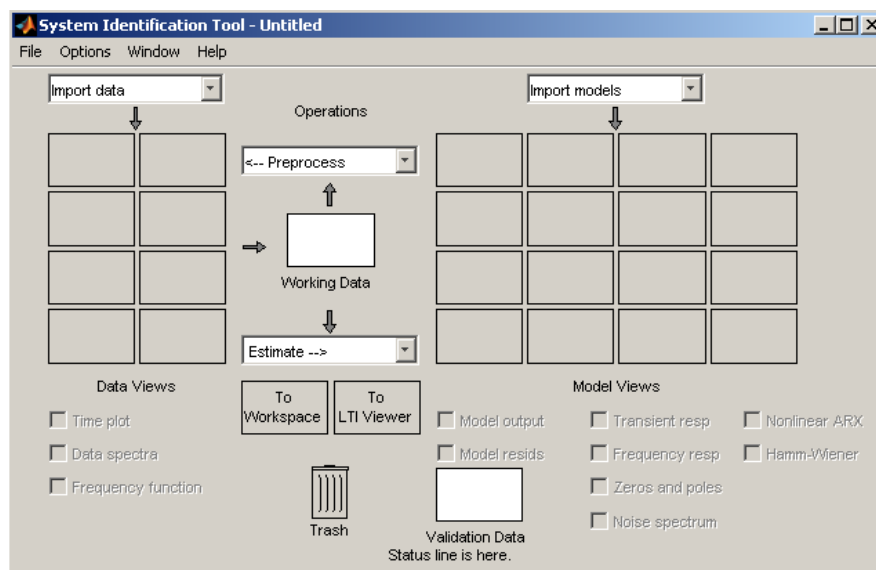 System Identification Tool - Untitled
File Options Window Help
Import data
Import models
Operations
<-- Preprocess
Working Data
Estimate -->
Data Views
To Workspace
To LTI Viewer
Model Views
Time plot
Data spectra
Frequency function
Model output
Model resids
Transient resp
Frequency resp
Zeros and poles
Noise spectrum
Nonlinear ARX
Hamm-Wiener
Trash
Validation Data
Status line is here.